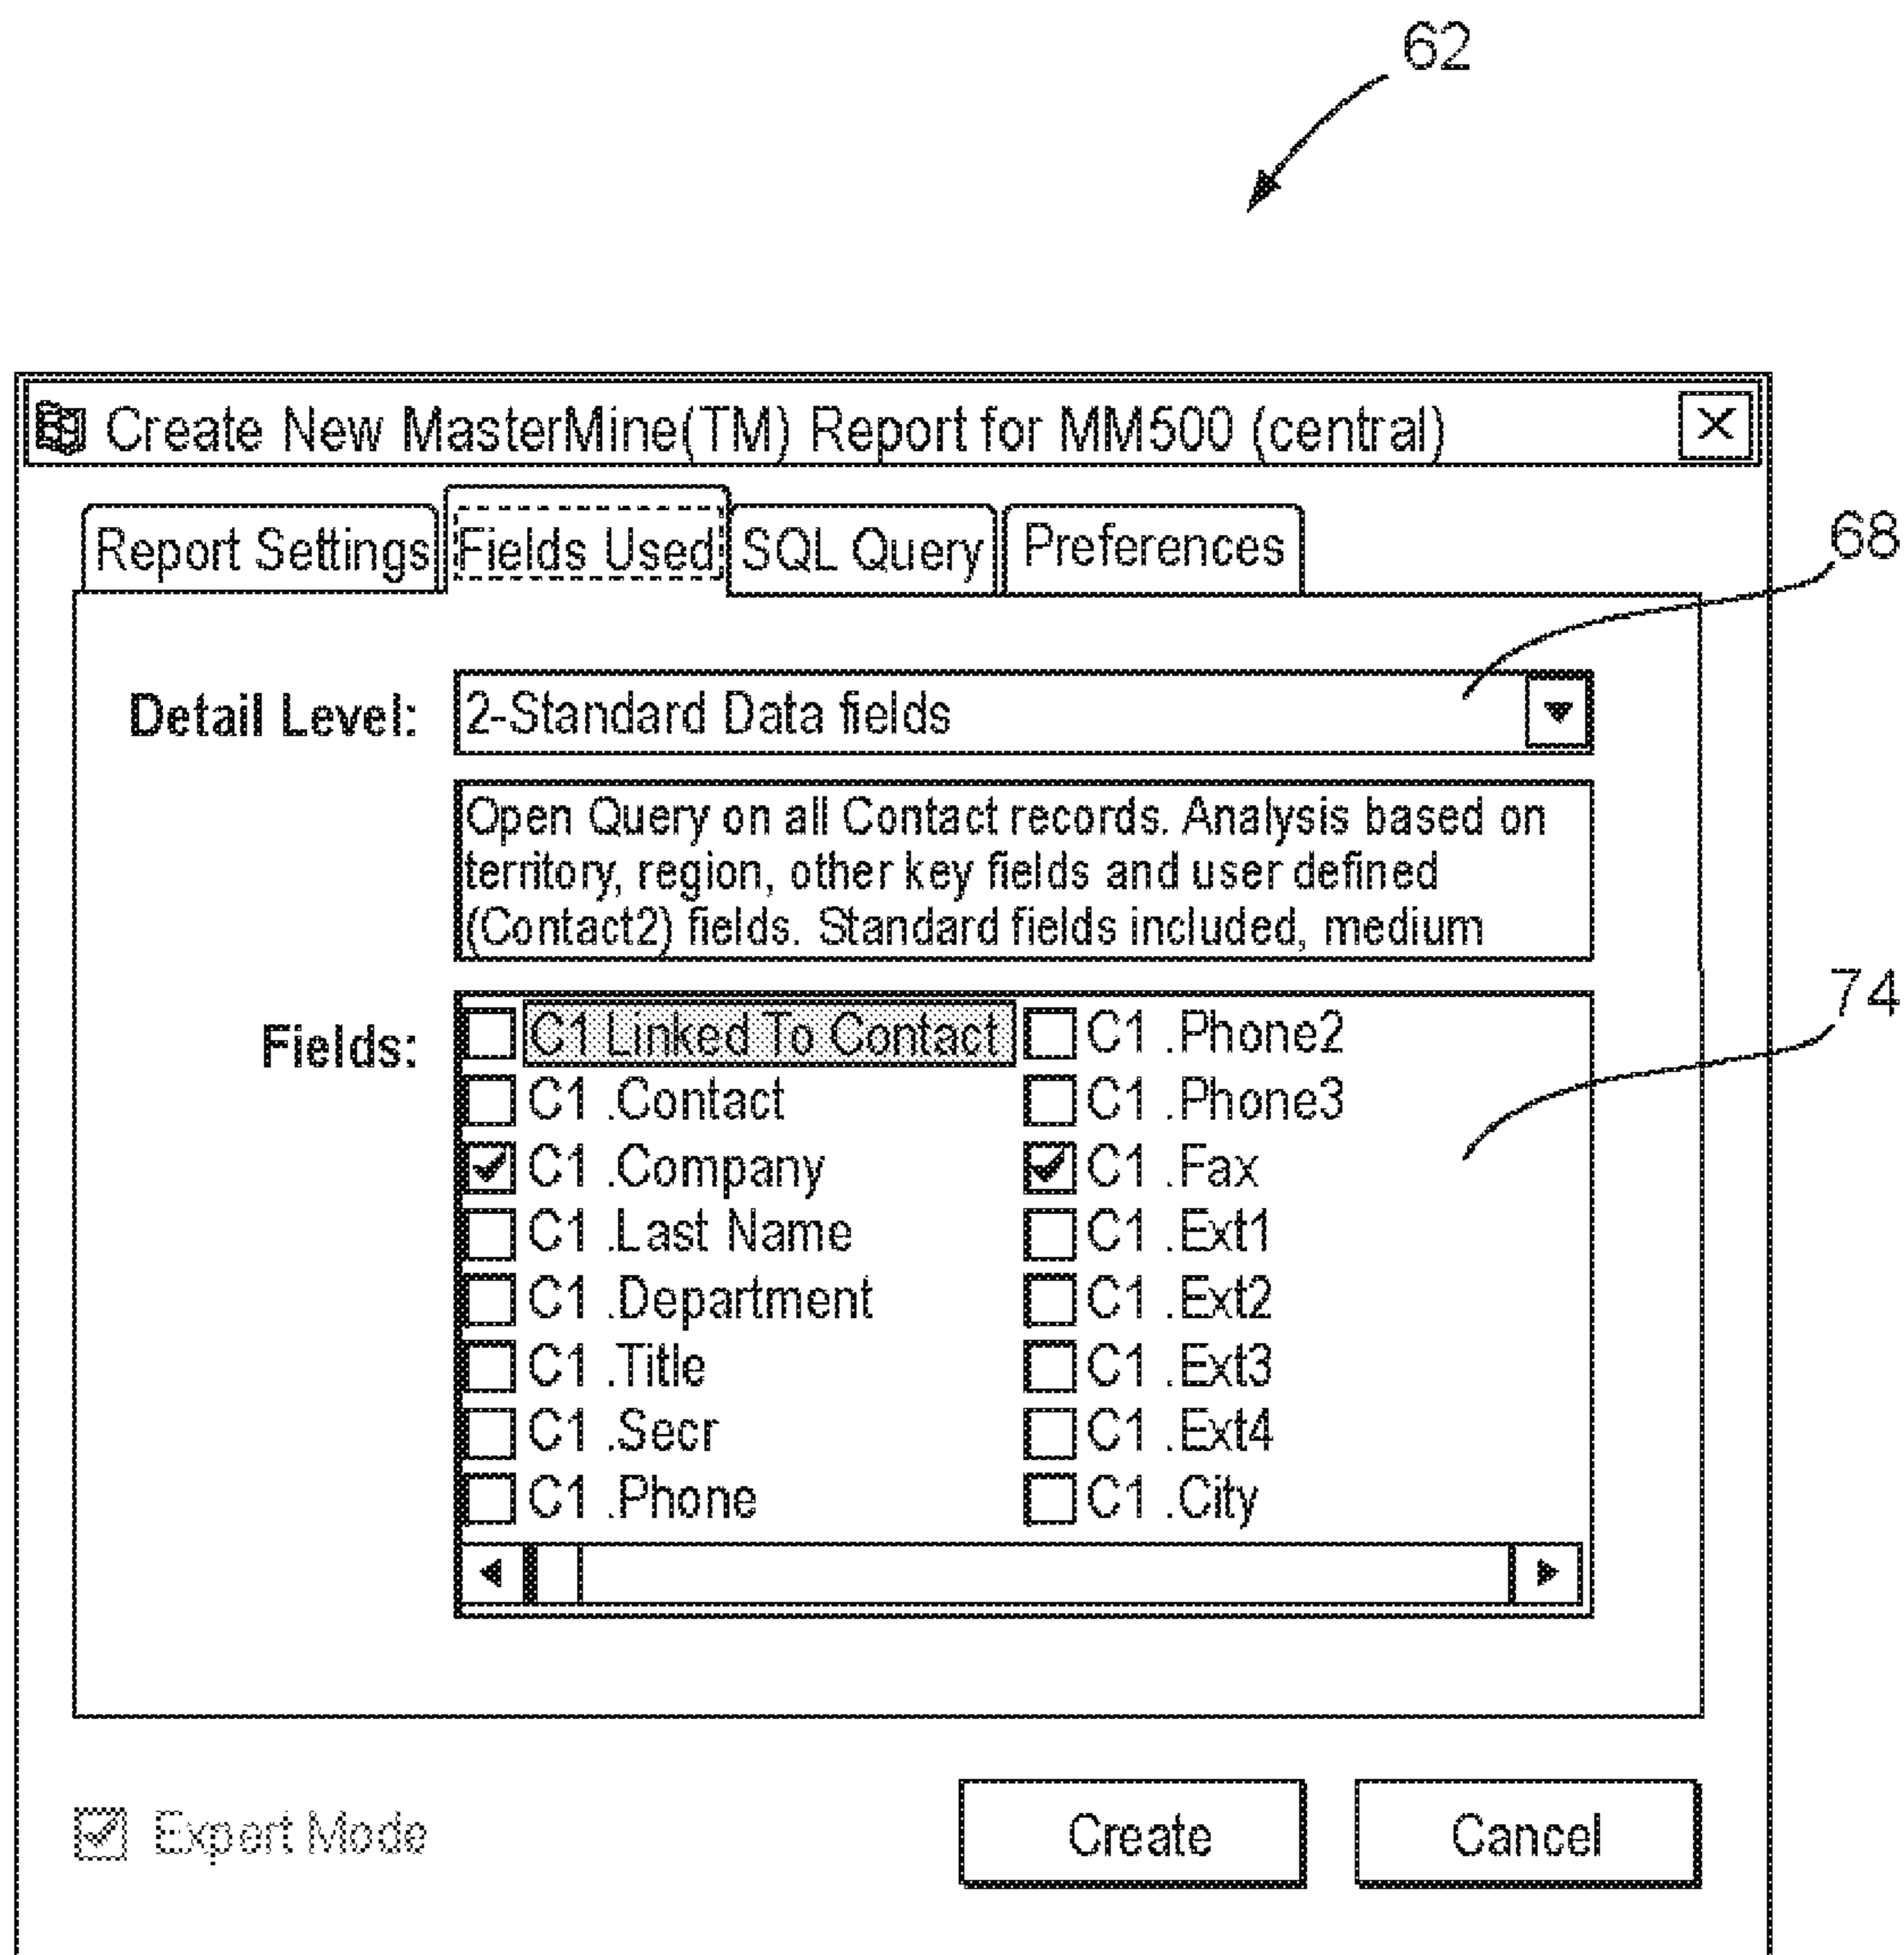 62
Create New MasterMine(TM) Report for MM500 (central)
Report Settings Fields Used SQL Query Preferences
68
Detail Level: 2-Standard Data fields
Open Query on all Contact records. Analysis based on
territory, region, other key fields and user defined
(Contact2) fields. Standard fields included, medium
74
Fields: C1 Linked To Contact C1 .Phone2
C1 .Contact C1 .Phone3
C1 .Company C1 .Fax
C1 .Last Name C1 .Ext1
C1 .Department C1 .Ext2
C1 .Title C1 .Ext3
C1 .Secr C1 .Ext4
C1 .Phone C1 .City
Expert Mode Create Cancel